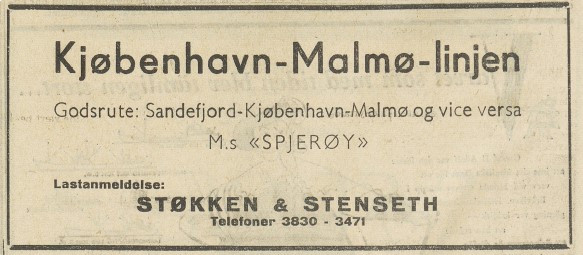 Kjøbenhavn-Malmø-linjen
Godsrute: Sandefjord-Kjøbenhavn-Malmø og vice versa
M.s «SPJERØY»
Lastanmeldelse:
STØKKEN & STENSETH
Telefoner 3830 - 3471